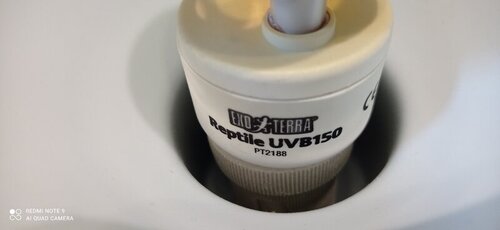 EXO TERRA
Reptile UVB150
PT2188
REDMI NOTE 9
AI QUAD CAMERA